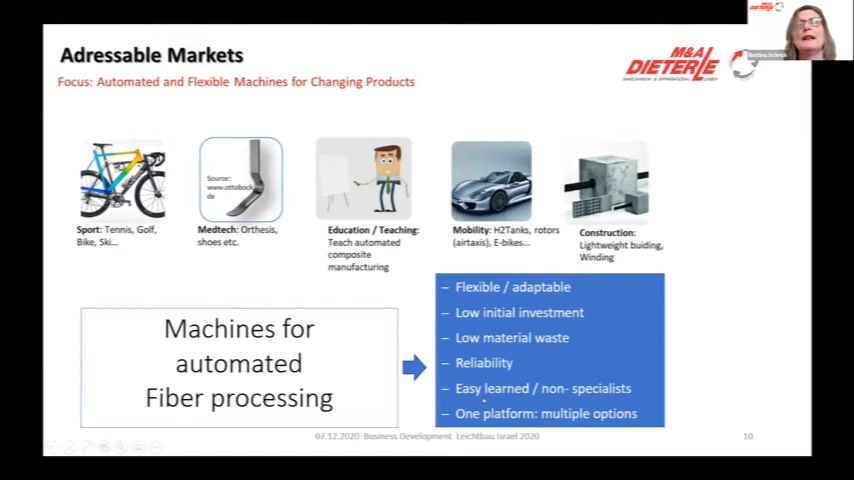 Adressable Markets
Focus: Automated and Flexible Machines for Changing Products
M&A
DIETERLE
MASCHINEN- & APPARATEBAU GMBH
DIETERLE
Source:
www.ottobock.
de
Sport: Tennis, Golf,
Bike, Ski...
Medtech: Orthesis,
shoes etc.
Education / Teaching:
Teach automated
composite
manufacturing
Mobility: H2Tanks, rotors
(airtaxis), E-bikes...
Construction:
Lightweight buiding,
Winding
Machines for
automated
Fiber processing
– Flexible / adaptable
– Low initial investment
– Low material waste
– Reliability
– Easy learned / non- specialists
– One platform: multiple options
07.12.2020 Business Development Leichtbau Israel 2020
10